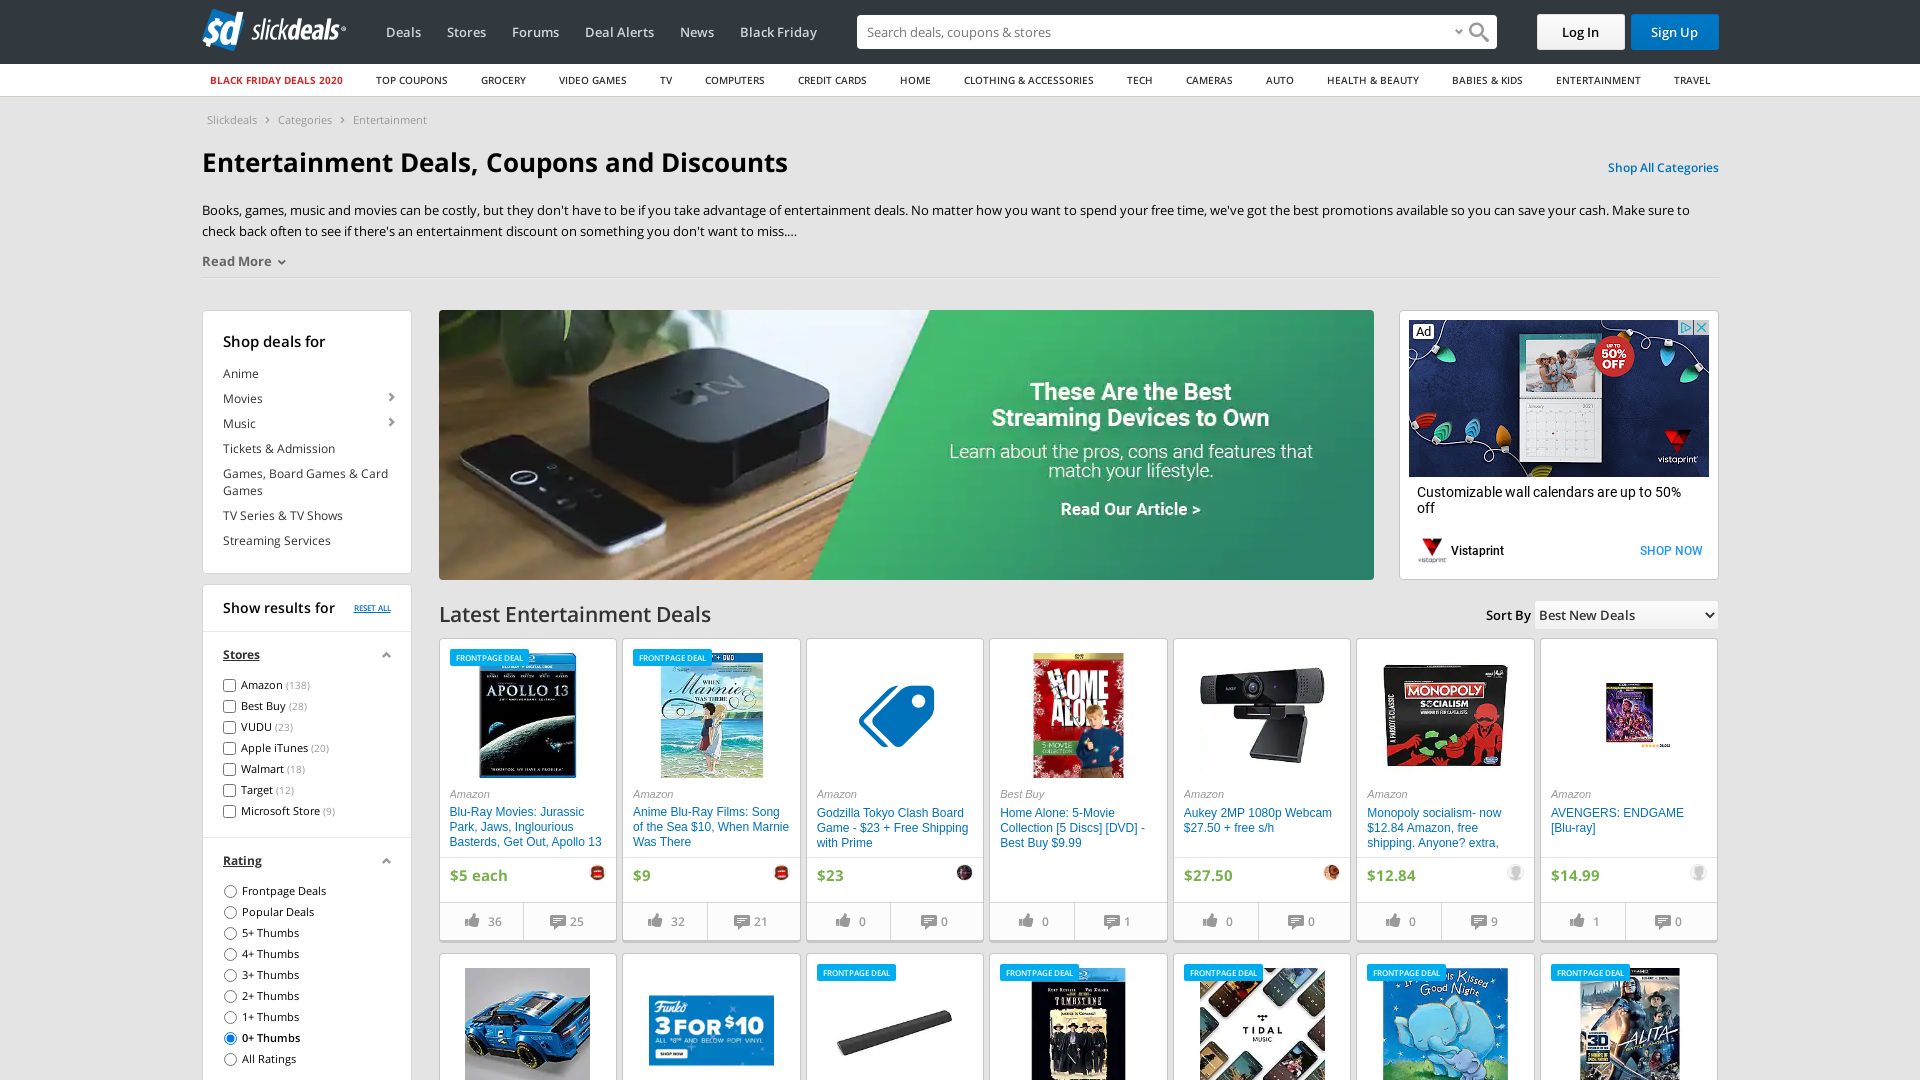 sd slickdeals
Deals
Stores
Forums
Deal Alerts
News
Black Friday
Search deals, coupons & stores
Log In
Sign Up
BLACK FRIDAY DEALS 2020
TOP COUPONS
GROCERY
VIDEO GAMES
TV
COMPUTERS
CREDIT CARDS
HOME
CLOTHING & ACCESSORIES
TECH
CAMERAS
AUTO
HEALTH & BEAUTY
BABIES & KIDS
ENTERTAINMENT
TRAVEL
Slickdeals > Categories > Entertainment
Entertainment Deals, Coupons and Discounts
Shop All Categories
Books, games, music and movies can be costly, but they don't have to be if you take advantage of entertainment deals. No matter how you want to spend your free time, we've got the best promotions available so you can save your cash. Make sure to
check back often to see if there's an entertainment discount on something you don't want to miss.…
Read More
Shop deals for
Anime
Movies
Music
Tickets & Admission
Games, Board Games & Card
Games
TV Series & TV Shows
Streaming Services
tv
These Are the Best
Streaming Devices to Own
Learn about the pros, cons and features that
match your lifestyle.
Read Our Article >
Ad
UP TO
50%
OFF
January
2021
vistaprint
Customizable wall calendars are up to 50%
off
vistaprint
Vistaprint
SHOP NOW
Show results for
RESET ALL
Stores
Amazon (138)
Best Buy (28)
VUDU (23)
Apple iTunes (20)
Walmart (18)
Target (12)
Microsoft Store (9)
Rating
Frontpage Deals
Popular Deals
5+ Thumbs
4+ Thumbs
3+ Thumbs
2+ Thumbs
1+ Thumbs
0+ Thumbs
All Ratings
Latest Entertainment Deals
Sort By
Best New Deals
FRONTPAGE DEAL
APOLLO 13
Amazon
Blu-Ray Movies: Jurassic
Park, Jaws, Inglourious
Basterds, Get Out, Apollo 13
$5 each
36
25
FRONTPAGE DEAL
WHEN
Marnie
WAS THERE
Amazon
Anime Blu-Ray Films: Song
of the Sea $10, When Marnie
Was There
$9
32
21
Amazon
Godzilla Tokyo Clash Board
Game - $23 + Free Shipping
with Prime
$23
0
0
HOME
ALONE
5-MOVIE
COLLECTION
Best Buy
Home Alone: 5-Movie
Collection [5 Discs] [DVD] -
Best Buy $9.99
0
1
AUKEY
Amazon
Aukey 2MP 1080p Webcam
$27.50 + free s/h
$27.50
0
0
MONOPOLY
SOCIALISM
Amazon
Monopoly socialism- now
$12.84 Amazon, free
shipping. Anyone? extra,
$12.84
0
9
Amazon
AVENGERS: ENDGAME
[Blu-ray]
$14.99
1
0
Funko
3 FOR $10
SHOP NOW
FRONTPAGE DEAL
TOMBSTONE
FRONTPAGE DEAL
TIDAL
MUSIC
FRONTPAGE DEAL
Kissed
Good Night
FRONTPAGE DEAL
3D
ALITA